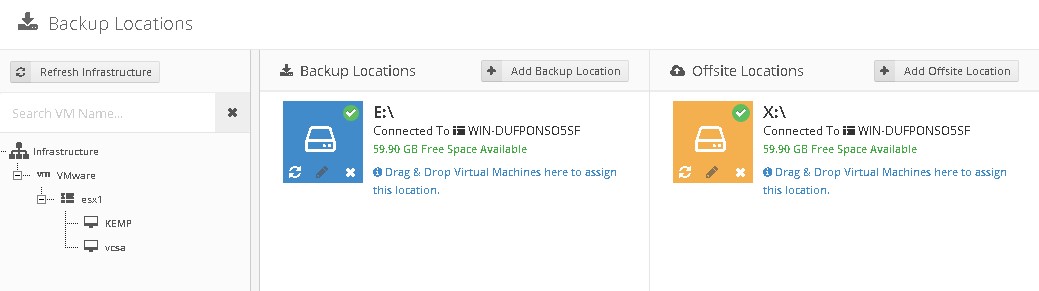 Backup Locations
Refresh Infrastructure
Search VM Name...
Infrastructure
vm VMware
esx1
KEMP
vcsa
Backup Locations
Add Backup Location
E:\
Connected To WIN-DUFPONSO5SF
59.90 GB Free Space Available
Drag & Drop Virtual Machines here to assign
this location.
Offsite Locations
Add Offsite Location
X:\
Connected To WIN-DUFPONSO5SF
59.90 GB Free Space Available
Drag & Drop Virtual Machines here to assign
this location.